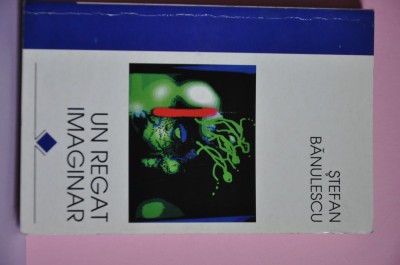 ȘTEFAN
BĂNULESCU
UN REGAT
IMAGINAR